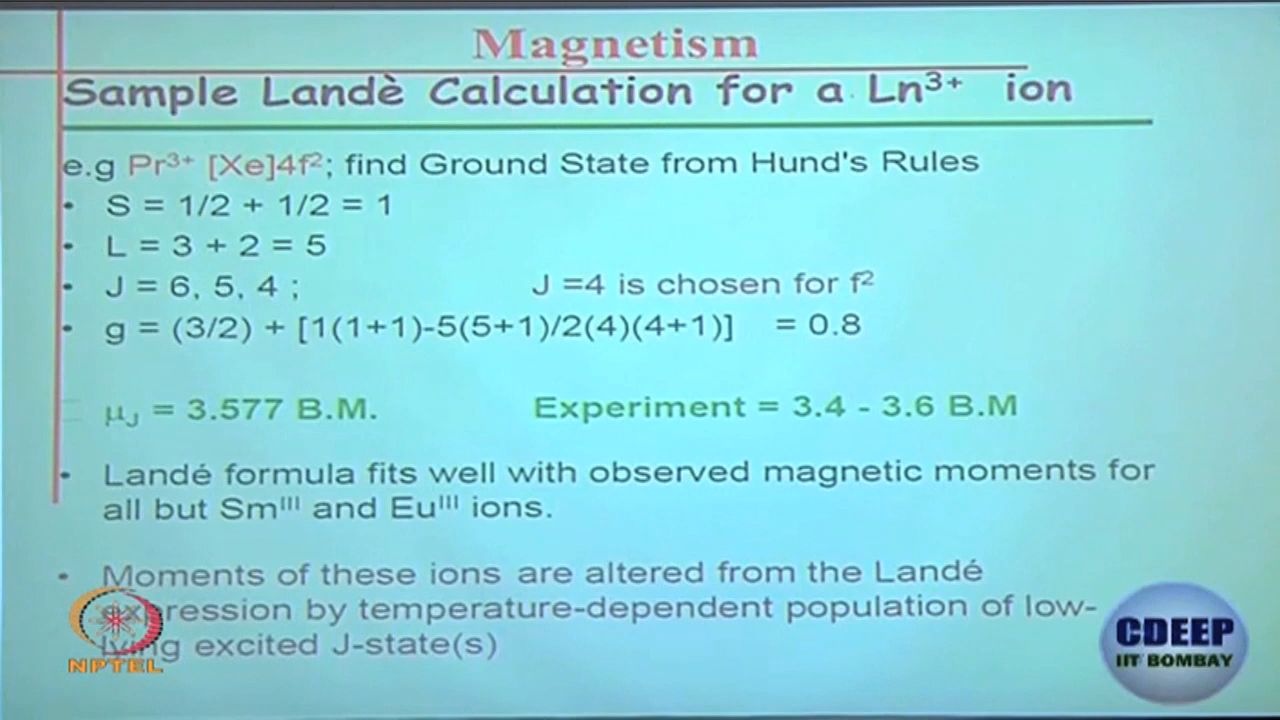 Magnetism
Sample Landè Calculation for a Ln³⁺ ion
e.g Pr³⁺ [Xe]4f²; find Ground State from Hund's Rules
• S = 1/2 + 1/2 = 1
• L = 3 + 2 = 5
• J = 6, 5, 4 ; J =4 is chosen for f²
• g = (3/2) + [1(1+1)-5(5+1)/2(4)(4+1)] = 0.8
μJ = 3.577 B.M. Experiment = 3.4 - 3.6 B.M
• Landé formula fits well with observed magnetic moments for
all but Smᴵᴵᴵ and Euᴵᴵᴵ ions.
• Moments of these ions are altered from the Landé
expression by temperature-dependent population of low-
lying excited J-state(s)
NPTEL
CDEEP
IIT BOMBAY